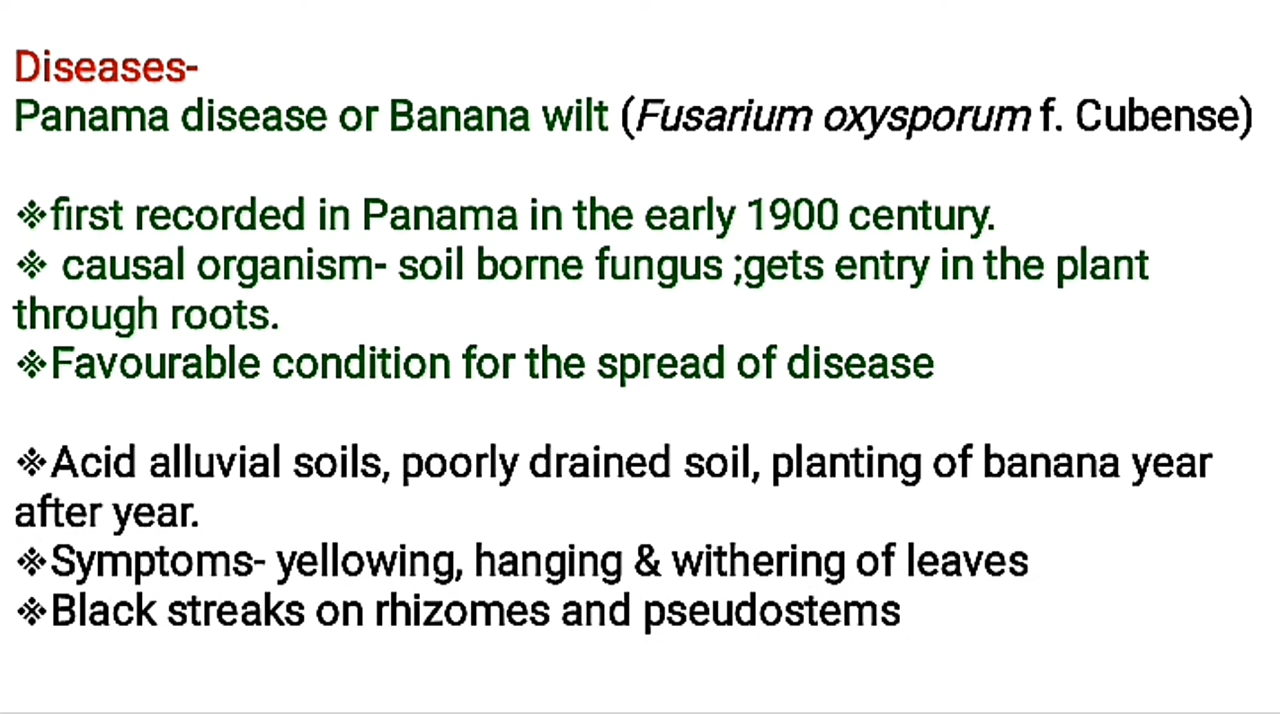 Diseases-
Panama disease or Banana wilt (Fusarium oxysporum f. Cubense)
❖first recorded in Panama in the early 1900 century.
❖ causal organism- soil borne fungus ;gets entry in the plant
through roots.
❖Favourable condition for the spread of disease
❖Acid alluvial soils, poorly drained soil, planting of banana year
after year.
❖Symptoms- yellowing, hanging & withering of leaves
❖Black streaks on rhizomes and pseudostems